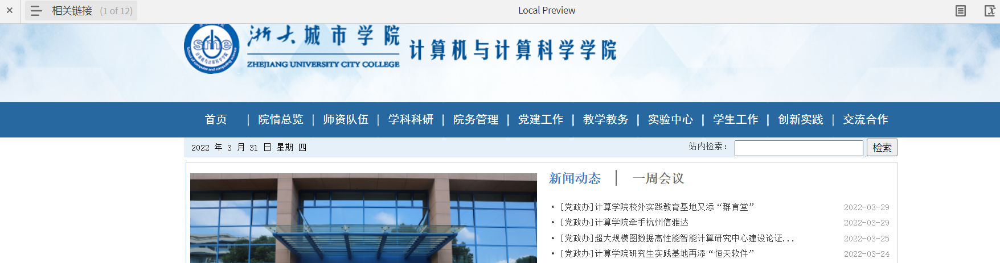 × 相关链接 (1 of 12) Local Preview
浙大城市学院
ZHEJIANG UNIVERSITY CITY COLLEGE
计算机与计算科学学院
首页 | 院情总览 | 师资队伍 | 学科科研 | 院务管理 | 党建工作 | 教学教务 | 实验中心 | 学生工作 | 创新实践 | 交流合作
2022 年 3 月 31 日 星期 四 站内检索: 检索
新闻动态 | 一周会议
• [党政办]计算学院校外实践教育基地又添“群言堂” 2022-03-29
• [党政办]计算学院牵手杭州信雅达 2022-03-29
• [党政办]超大规模图数据高性能智能计算研究中心建设论证... 2022-03-25
• [党政办]计算学院研究生实践基地再添“恒天软件” 2022-03-24